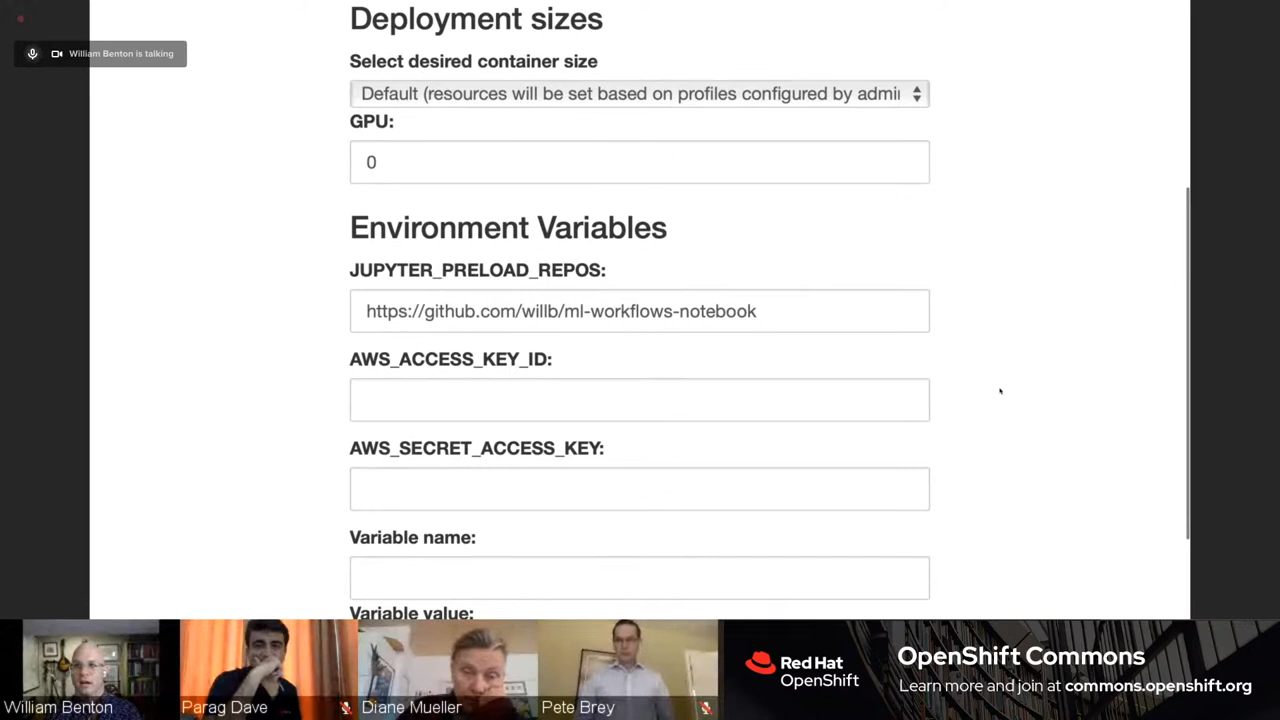 Deployment sizes
William Benton is talking
Select desired container size
Default (resources will be set based on profiles configured by admin
GPU:
0
Environment Variables
JUPYTER_PRELOAD_REPOS:
https://github.com/willb/ml-workflows-notebook
AWS_ACCESS_KEY_ID:
AWS_SECRET_ACCESS_KEY:
Variable name:
Variable value:
William Benton
Parag Dave
Diane Mueller
Pete Brey
Red Hat
OpenShift
OpenShift Commons
Learn more and join at commons.openshift.org